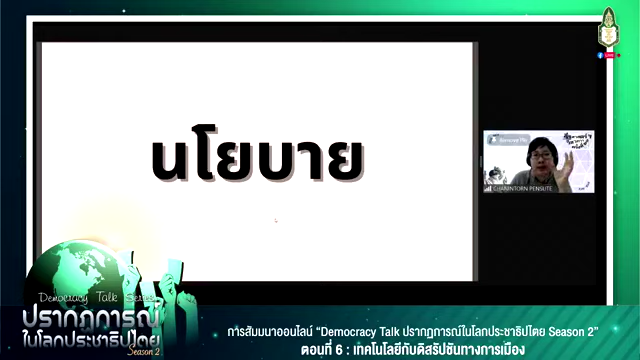 นโยบาย
CHANINTORN PENSUTE
Democracy Talk Series
ปรากฏการณ์
ในโลกประชาธิปไตย
Season 2
การสัมมนาออนไลน์ “Democracy Talk ปรากฏการณ์ในโลกประชาธิปไตย Season 2”
ตอนที่ 6 : เทคโนโลยีกับดิสรัปชันทางการเมือง